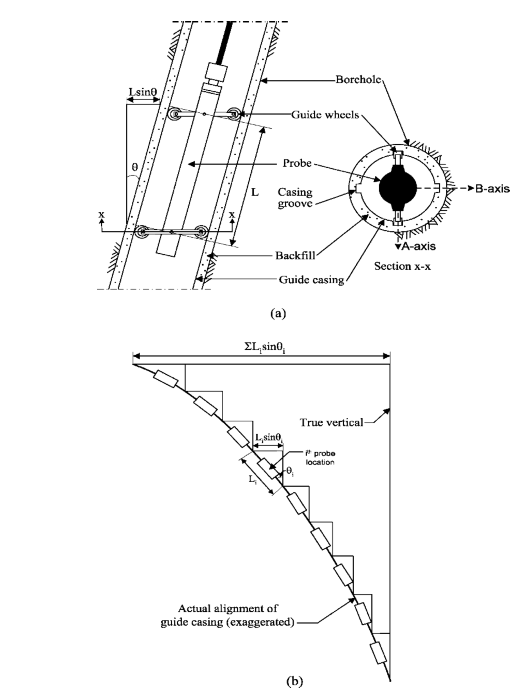 Lsinθ
Borehole
Guide wheels
θ
Probe
L
Casing
groove
B-axis
x
x
A-axis
Backfill
Section x-x
Guide casing
(a)
ΣLᵢsinθᵢ
True vertical
Lᵢsinθᵢ
iᵗʰ probe
location
θᵢ
Lᵢ
Actual alignment of
guide casing (exaggerated)
(b)